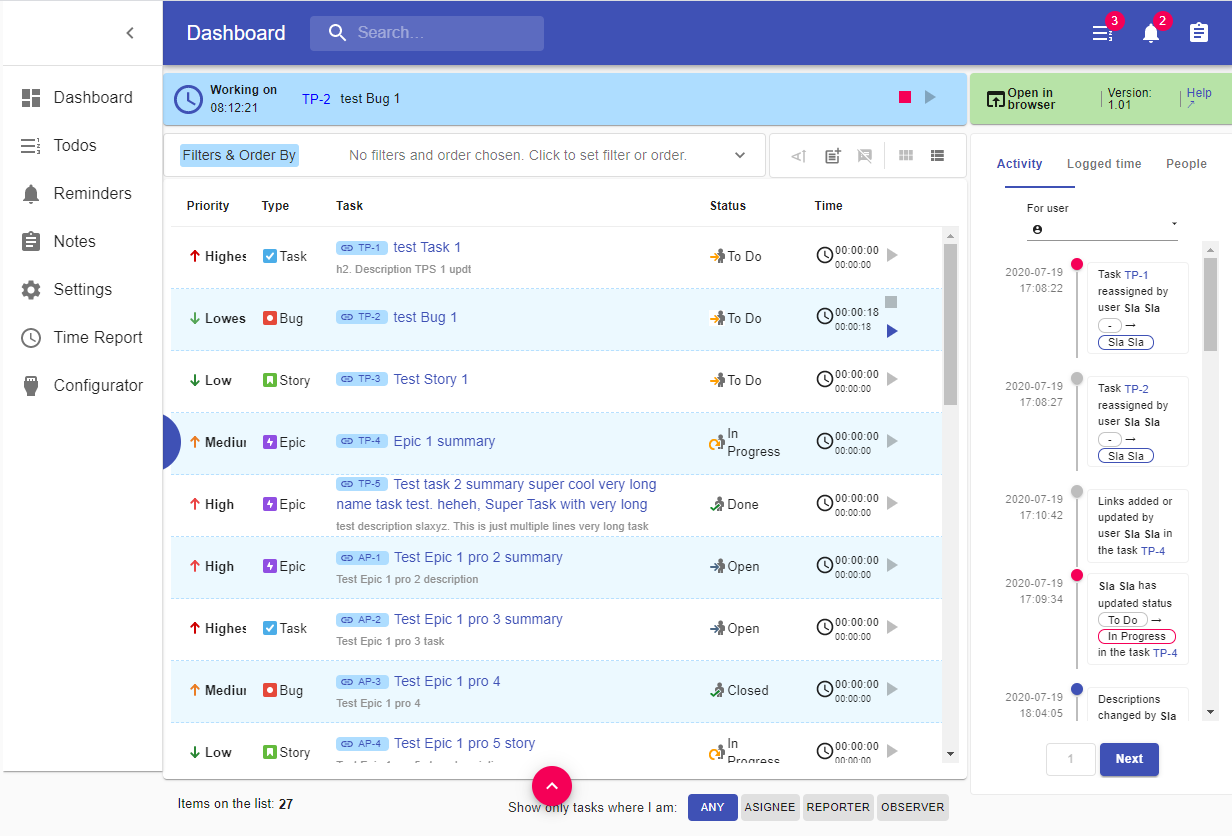 Dashboard
Search...
3
2
Dashboard
Todos
Reminders
Notes
Settings
Time Report
Configurator
Working on
08:12:21
TP-2 test Bug 1
Open in
browser
Version:
1.01
Help
↗
Filters & Order By
No filters and order chosen. Click to set filter or order.
Priority Type Task Status Time
Highes Task TP-1 test Task 1 To Do 00:00:00
h2. Description TPS 1 updt 00:00:00
Lowes Bug TP-2 test Bug 1 To Do 00:00:18
00:00:18
Low Story TP-3 Test Story 1 To Do 00:00:00
00:00:00
Mediu Epic TP-4 Epic 1 summary In
Progress
00:00:00
00:00:00
High Epic TP-5 Test task 2 summary super cool very long
name task test. heheh, Super Task with very long
test description slaxyz. This is just multiple lines very long task
Done 00:00:00
00:00:00
High Epic AP-1 Test Epic 1 pro 2 summary Open 00:00:00
Test Epic 1 pro 2 description 00:00:00
Highes Task AP-2 Test Epic 1 pro 3 summary Open 00:00:00
Test Epic 1 pro 3 task 00:00:00
Mediu Bug AP-3 Test Epic 1 pro 4 Closed 00:00:00
Test Epic 1 pro 4 00:00:00
Low Story AP-4 Test Epic 1 pro 5 story In
Progress
00:00:00
00:00:00
Items on the list: 27
Show only tasks where I am: ANY ASIGNEE REPORTER OBSERVER
Activity Logged time People
For user
2020-07-19
17:08:22
Task TP-1
reassigned by
user Sla Sla
- →
Sla Sla
2020-07-19
17:08:27
Task TP-2
reassigned by
user Sla Sla
- →
Sla Sla
2020-07-19
17:10:42
Links added or
updated by
user Sla Sla in
the task TP-4
2020-07-19
17:09:34
Sla Sla has
updated status
To Do →
In Progress
in the task TP-4
2020-07-19
18:04:05
Descriptions
changed by Sla
1 Next